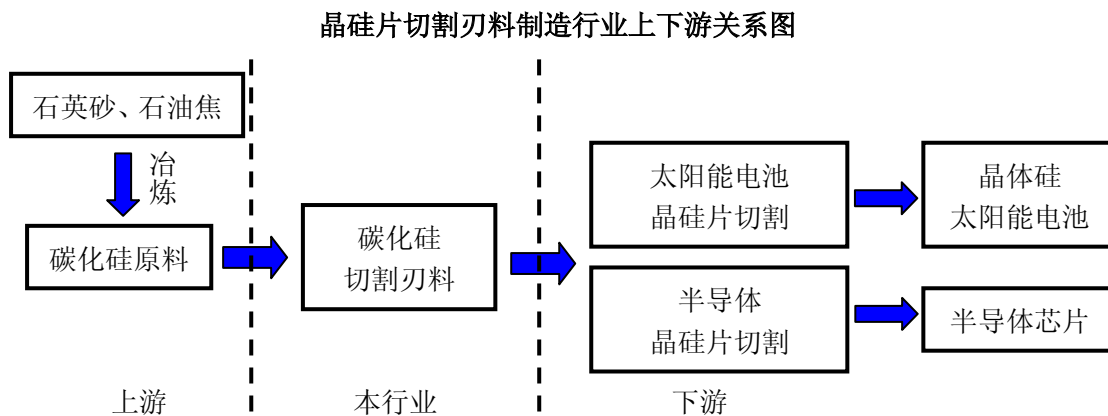 晶硅片切割刃料制造行业上下游关系图
石英砂、石油焦
冶
炼
碳化硅原料
碳化硅
切割刃料
太阳能电池
晶硅片切割
晶体硅
太阳能电池
半导体
晶硅片切割
半导体芯片
上游
本行业
下游